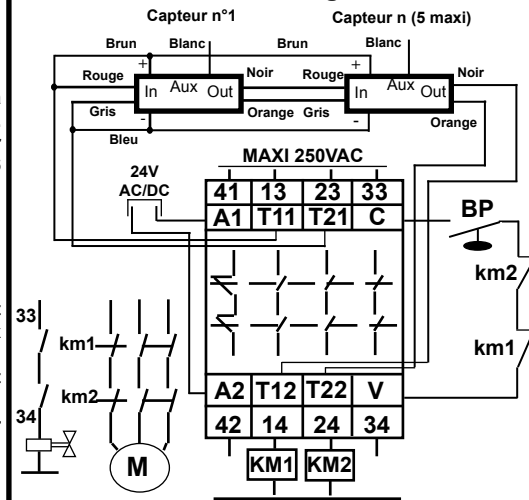 Capteur n°1
Capteur n (5 maxi)
Brun
Blanc
Brun
Blanc
+
Rouge
In
Aux
Out
Noir
Rouge
+
In
Aux
Out
Noir
Gris
-
Orange
Gris
-
Orange
Bleu
24V
AC/DC
MAXI 250VAC
41 13 23 33
A1 T11 T21 C
BP
km2
km1
33
km1
km2
34
M
A2 T12 T22 V
42 14 24 34
KM1 KM2